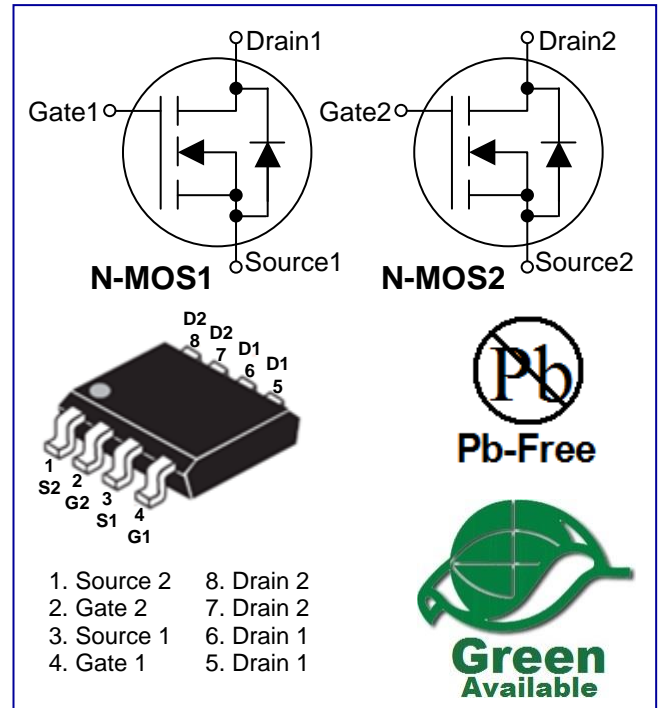 Drain1
Drain2
Gate1
Gate2
Source1
Source2
N-MOS1
N-MOS2
D2
8
D2
7
D1
6
D1
5
1
S2
2
G2
3
S1
4
G1
Pb
Pb-Free
1. Source 2 8. Drain 2
2. Gate 2 7. Drain 2
3. Source 1 6. Drain 1
4. Gate 1 5. Drain 1
Green
Available